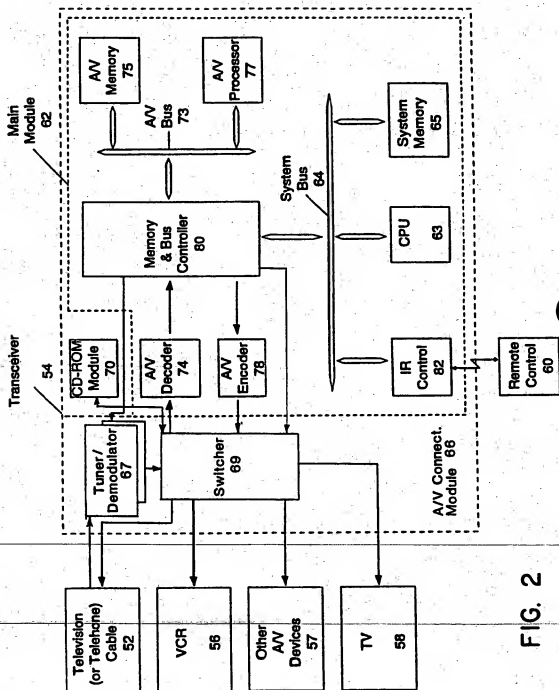 Transceiver
54
Main
Module
62
Television
(or Telehone)
Cable
52
VCR
56
Other
A/V
Devices
57
TV
58
Tuner/
Demodulator
67
Switcher
69
A/V Connect.
Module 66
CD-ROM
Module
70
A/V
Decoder
74
A/V
Encoder
78
Memory
& Bus
Controller
80
A/V
Memory
75
A/V
Bus
73
A/V
Processor
77
System
Bus
64
IR
Control
82
CPU
63
System
Memory
65
Remote
Control
60
FIG. 2